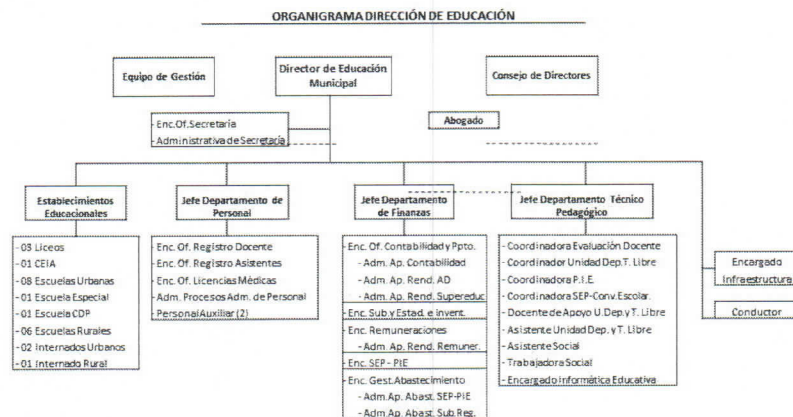 ORGANIGRAMA DIRECCIÓN DE EDUCACIÓN
Equipo de Gestión
Director de Educación
Municipal
Consejo de Directores
- Enc.Of.Secretaría
- Administrativa de Secretaría
Abogado
Establecimientos
Educacionales
- 03 Liceos
- 01 CEIA
- 08 Escuelas Urbanas
- 01 Escuela Especial
- 01 Escuela CDP
- 06 Escuelas Rurales
- 02 Internados Urbanos
- 01 Internado Rural
Jefe Departamento de
Personal
- Enc. Of. Registro Docente
- Enc. Of. Registro Asistentes
- Enc. Of. Licencias Médicas
- Adm. Procesos Adm. de Personal
- Personal Auxiliar (2)
Jefe Departamento
de Finanzas
- Enc. Of. Contabilidad y Ppto.
- Adm. Ap. Contabilidad
- Adm. Ap. Rend. AD
- Adm. Ap. Rend. Supereduc
- Enc. Sub.y Estad. e Invent.
- Enc. Remuneraciones
- Adm. Ap. Rend. Remuner.
- Enc. SEP - PIE
- Enc. Gest.Abastecimiento
- Adm.Ap. Abast. SEP-PIE
- Adm.Ap. Abast. Sub.Reg.
Jefe Departamento Técnico
Pedagógico
- Coordinadora Evaluación Docente
- Coordinador Unidad Dep.T. Libre
- Coordinadora P.I.E.
- Coordinadora SEP-Conv.Escolar.
- Docente de Apoyo U.Dep.y T. Libre
- Asistente Unidad Dep.y T. Libre
- Asistente Social
- Trabajadora Social
- Encargado Informática Educativa
Encargado
Infraestructura
Conductor